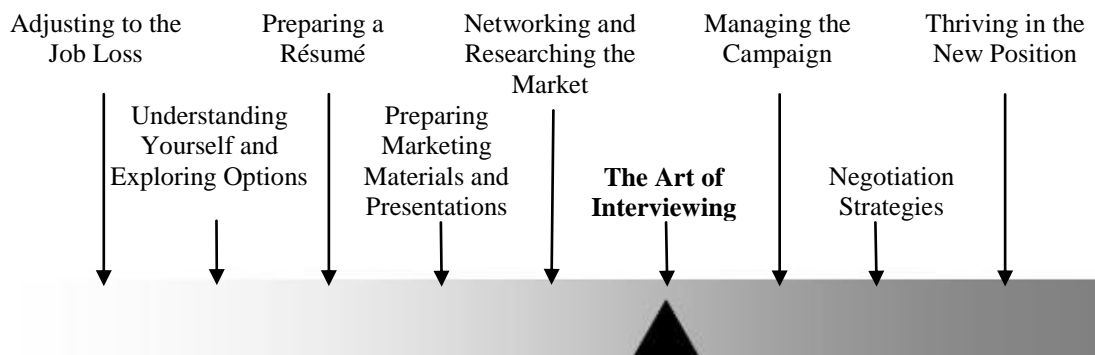 Adjusting to the
Job Loss
Understanding
Yourself and
Exploring Options
Preparing a
Résumé
Preparing
Marketing
Materials and
Presentations
Networking and
Researching the
Market
The Art of
Interviewing
Managing the
Campaign
Negotiation
Strategies
Thriving in the
New Position